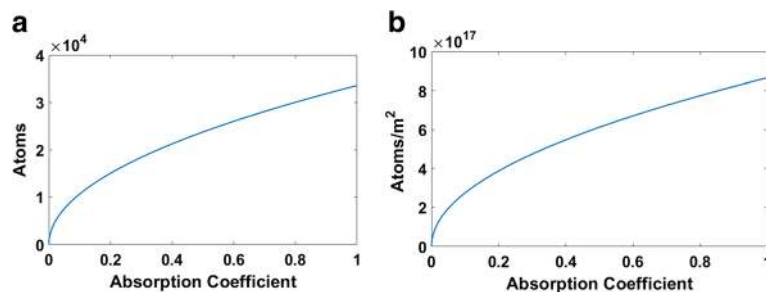 a
×10⁴
4
3
2
1
0
Atoms
0 0.2 0.4 0.6 0.8 1
Absorption Coefficient
b
×10¹⁷
10
8
6
4
2
0
Atoms/m²
0 0.2 0.4 0.6 0.8 1
Absorption Coefficient